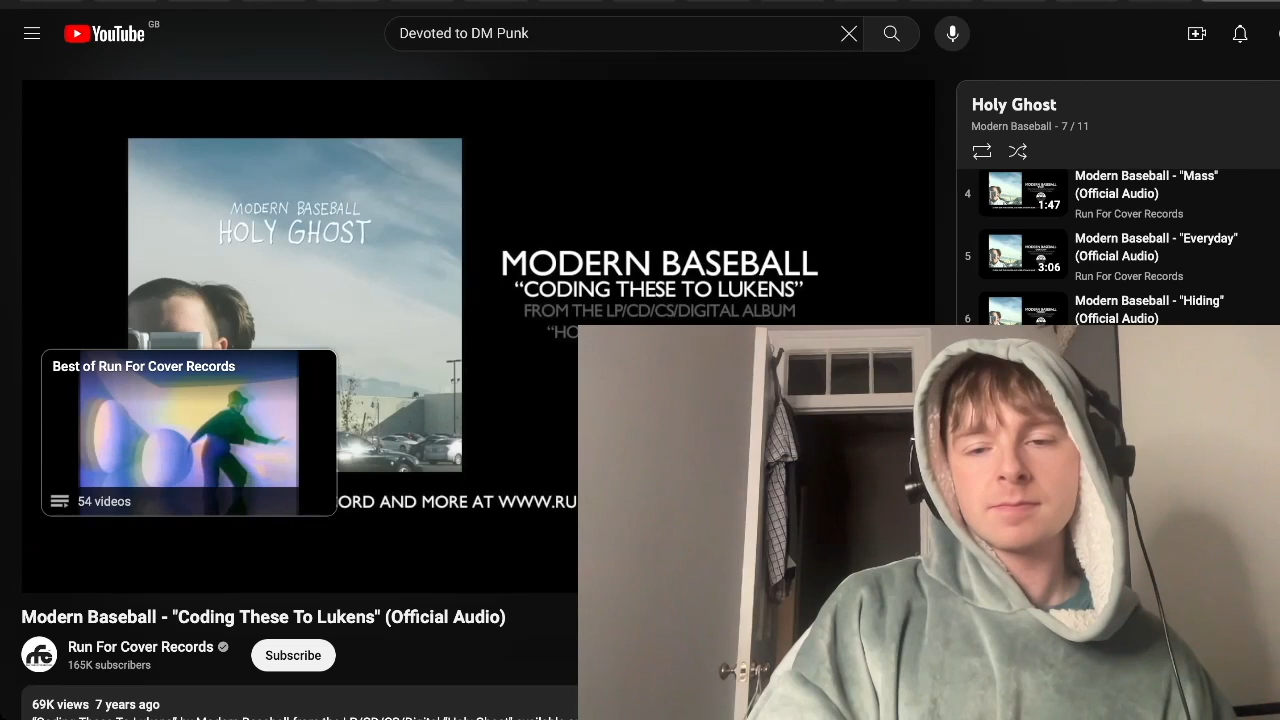 YouTube GB
Devoted to DM Punk
MODERN BASEBALL
HOLY GHOST
MODERN BASEBALL
“CODING THESE TO LUKENS”
FROM THE LP/CD/CS/DIGITAL ALBUM
“HO
Best of Run For Cover Records
54 videos
ORD AND MORE AT WWW.RU
Modern Baseball - "Coding These To Lukens" (Official Audio)
Run For Cover Records
165K subscribers
Subscribe
69K views 7 years ago
Holy Ghost
Modern Baseball - 7 / 11
4
1:47
Modern Baseball - "Mass"
(Official Audio)
Run For Cover Records
5
3:06
Modern Baseball - "Everyday"
(Official Audio)
Run For Cover Records
6
Modern Baseball - "Hiding"
(Official Audio)